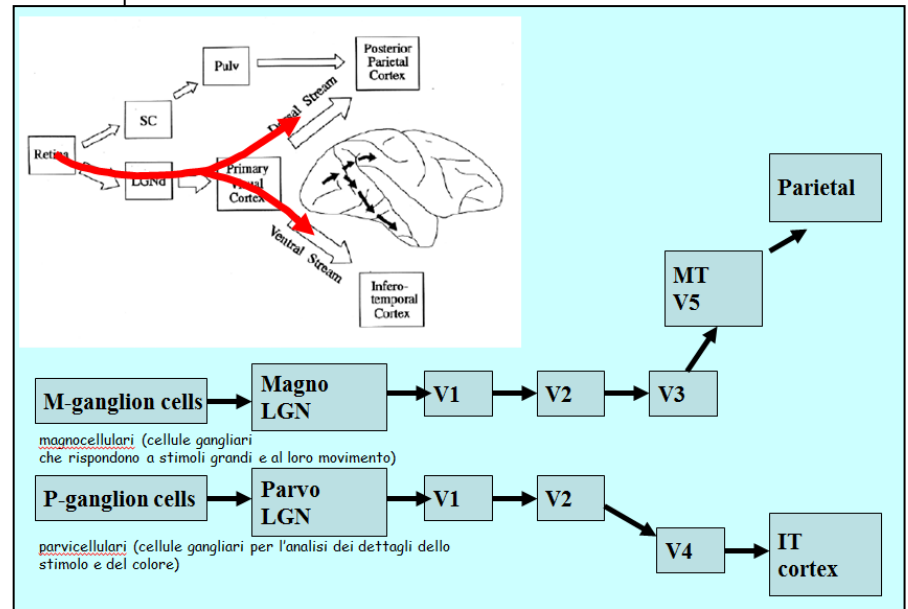 Posterior
Parietal
Cortex
Pulv
Dorsal Stream
SC
Retina
LGNd
Primary
Visual
Cortex
Ventral Stream
Infero-
temporal
Cortex
Parietal
MT
V5
M-ganglion cells
Magno
LGN
V1
V2
V3
magnocellulari (cellule gangliari
che rispondono a stimoli grandi e al loro movimento)
P-ganglion cells
Parvo
LGN
V1
V2
V4
IT
cortex
parvicellulari (cellule gangliari per l'analisi dei dettagli dello
stimolo e del colore)